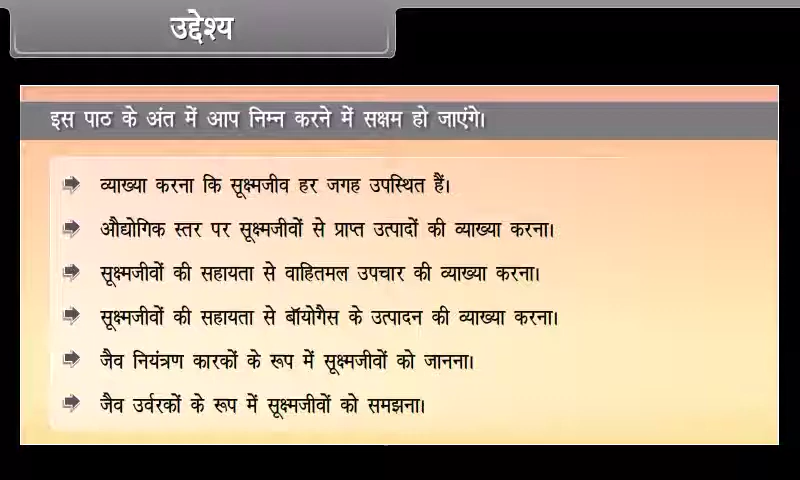 उद्देश्य
इस पाठ के अंत में आप निम्न करने में सक्षम हो जाएंगे।
व्याख्या करना कि सूक्ष्मजीव हर जगह उपस्थित हैं।
औद्योगिक स्तर पर सूक्ष्मजीवों से प्राप्त उत्पादों की व्याख्या करना।
सूक्ष्मजीवों की सहायता से वाहितमल उपचार की व्याख्या करना।
सूक्ष्मजीवों की सहायता से बॉयोगैस के उत्पादन की व्याख्या करना।
जैव नियंत्रण कारकों के रूप में सूक्ष्मजीवों को जानना।
जैव उर्वरकों के रूप में सूक्ष्मजीवों को समझना।